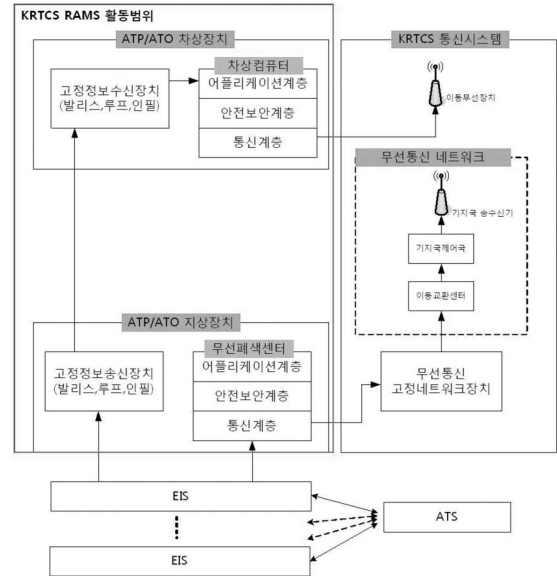 KRTCS RAMS 활동범위
ATP/ATO 차상장치
고정정보수신장치
(발리스,루프,인필)
차상컴퓨터
어플리케이션계층
안전보안계층
통신계층
KRTCS 통신시스템
이동무선장치
무선통신 네트워크
기지국 송수신기
기지국제어국
이동교환센터
ATP/ATO 지상장치
고정정보송신장치
(발리스,루프,인필)
무선폐색센터
어플리케이션계층
안전보안계층
통신계층
무선통신
고정네트워크장치
EIS
ATS
EIS